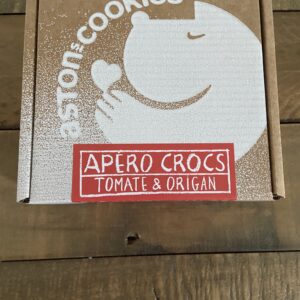 aston's cookies
APÉRO CROCS
TOMATE & ORIGAN